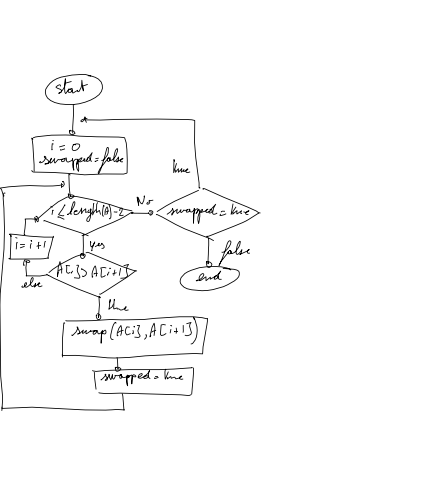 start
i = 0
swapped = false
true
i ≤ length(A)-2
No
swapped = true
i = i+1
yes
false
A[i]>A[i+1]
end
else
true
swap(A[i], A[i+1])
swapped = true